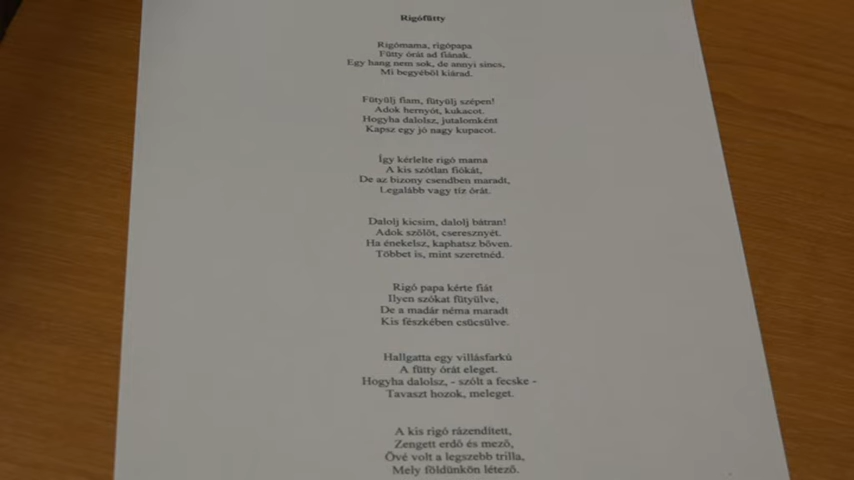 Rigófütty
Rigómama, rigópapa
Fütty órát ad fiának.
Egy hang nem sok, de annyi sincs,
Mi begyéből kiárad.
Fütyülj fiam, fütyülj szépen!
Adok hernyót, kukacot.
Hogyha dalolsz, jutalomként
Kapsz egy jó nagy kupacot.
Így kérlelte rigó mama
A kis szótlan fiókát,
De az bizony csendben maradt,
Legalább vagy tíz órát.
Dalolj kicsim, dalolj bátran!
Adok szőlőt, cseresznyét.
Ha énekelsz, kaphatsz bőven.
Többet is, mint szeretnéd.
Rigó papa kérte fiát
Ilyen szókat fütyülve,
De a madár néma maradt
Kis fészkében csücsülve.
Hallgatta egy villásfarkú
A fütty órát eleget.
Hogyha dalolsz, - szólt a fecske -
Tavaszt hozok, meleget.
A kis rigó rázendített,
Zengett erdő és mező,
Övé volt a legszebb trilla,
Mely földünkön létező.